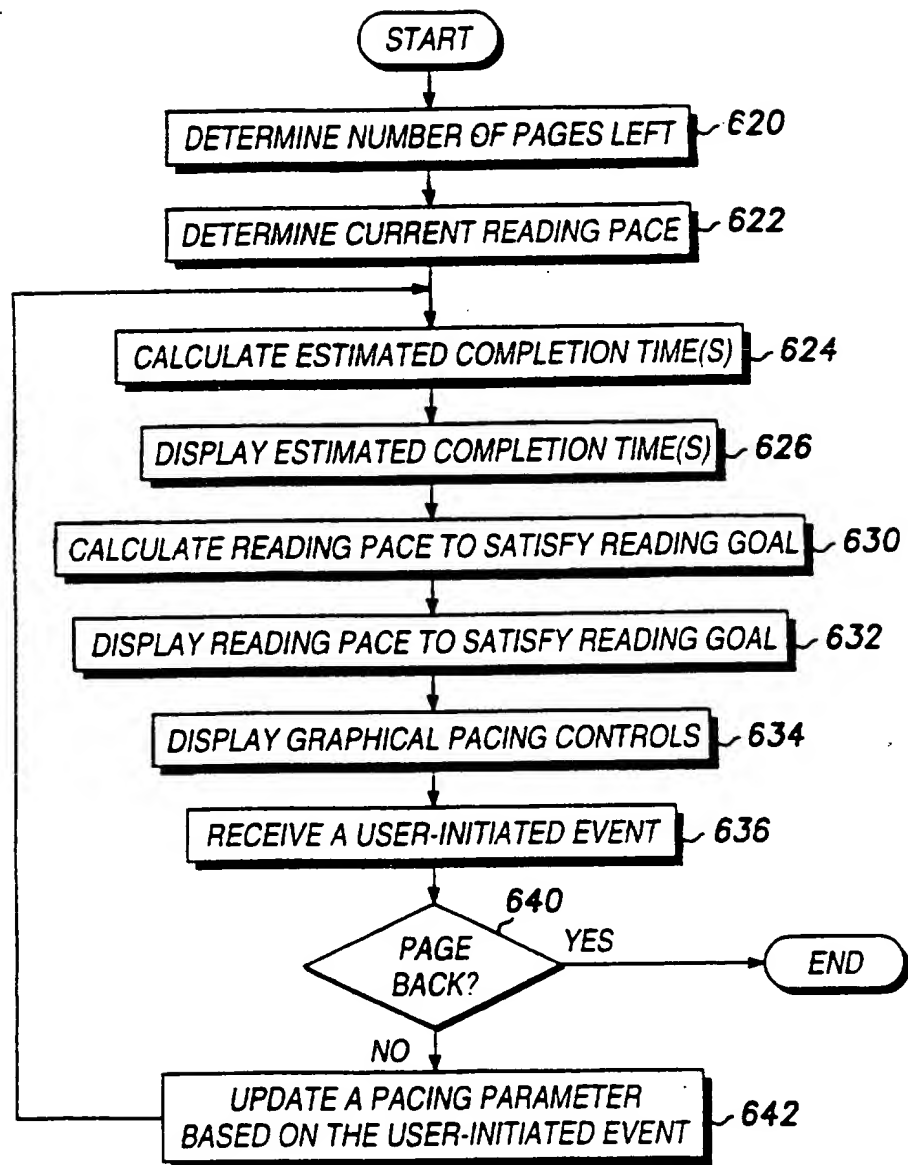 START
DETERMINE NUMBER OF PAGES LEFT 620
DETERMINE CURRENT READING PACE 622
CALCULATE ESTIMATED COMPLETION TIME(S) 624
DISPLAY ESTIMATED COMPLETION TIME(S) 626
CALCULATE READING PACE TO SATISFY READING GOAL 630
DISPLAY READING PACE TO SATISFY READING GOAL 632
DISPLAY GRAPHICAL PACING CONTROLS 634
RECEIVE A USER-INITIATED EVENT 636
640
PAGE
BACK?
YES
END
NO
UPDATE A PACING PARAMETER
BASED ON THE USER-INITIATED EVENT
642